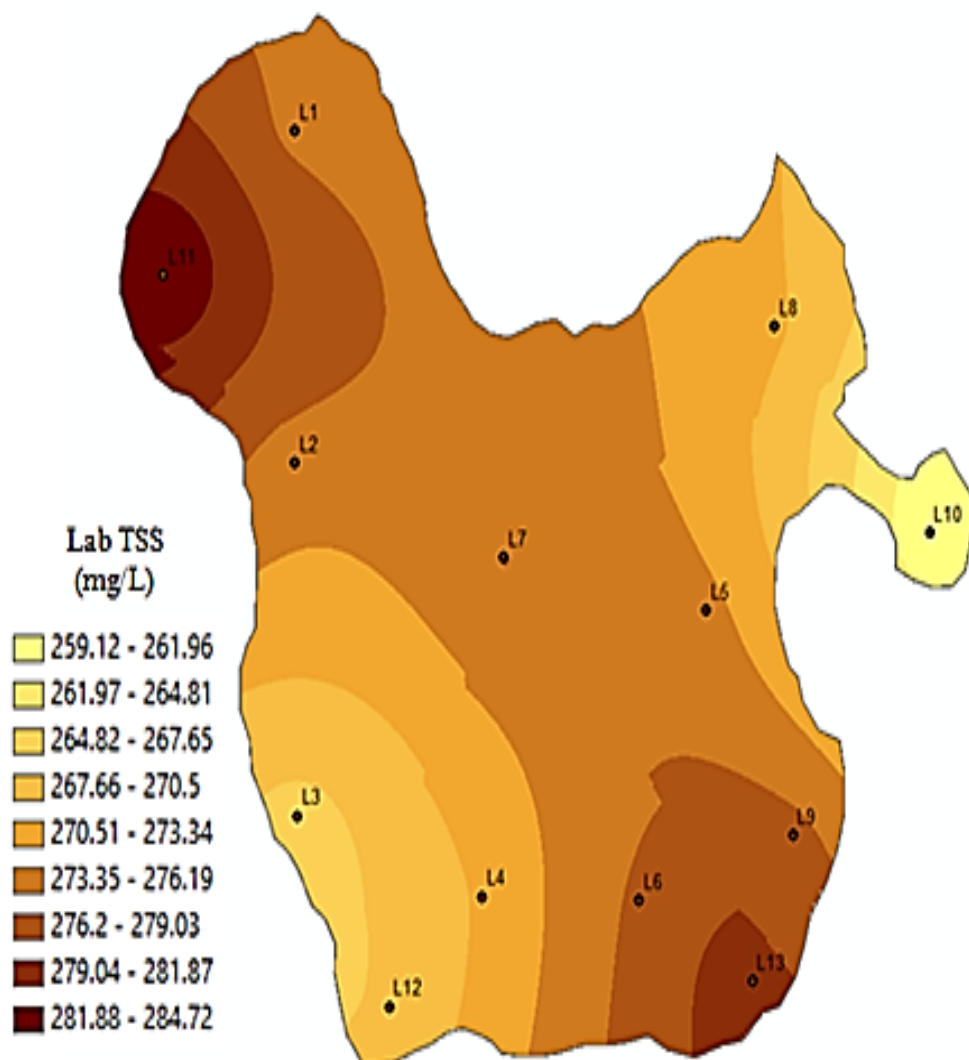 L1
L11
L8
L2
L10
L7
L5
Lab TSS
(mg/L)
259.12 - 261.96
261.97 - 264.81
264.82 - 267.65
267.66 - 270.5
270.51 - 273.34
273.35 - 276.19
276.2 - 279.03
279.04 - 281.87
281.88 - 284.72
L3
L9
L4
L6
L13
L12